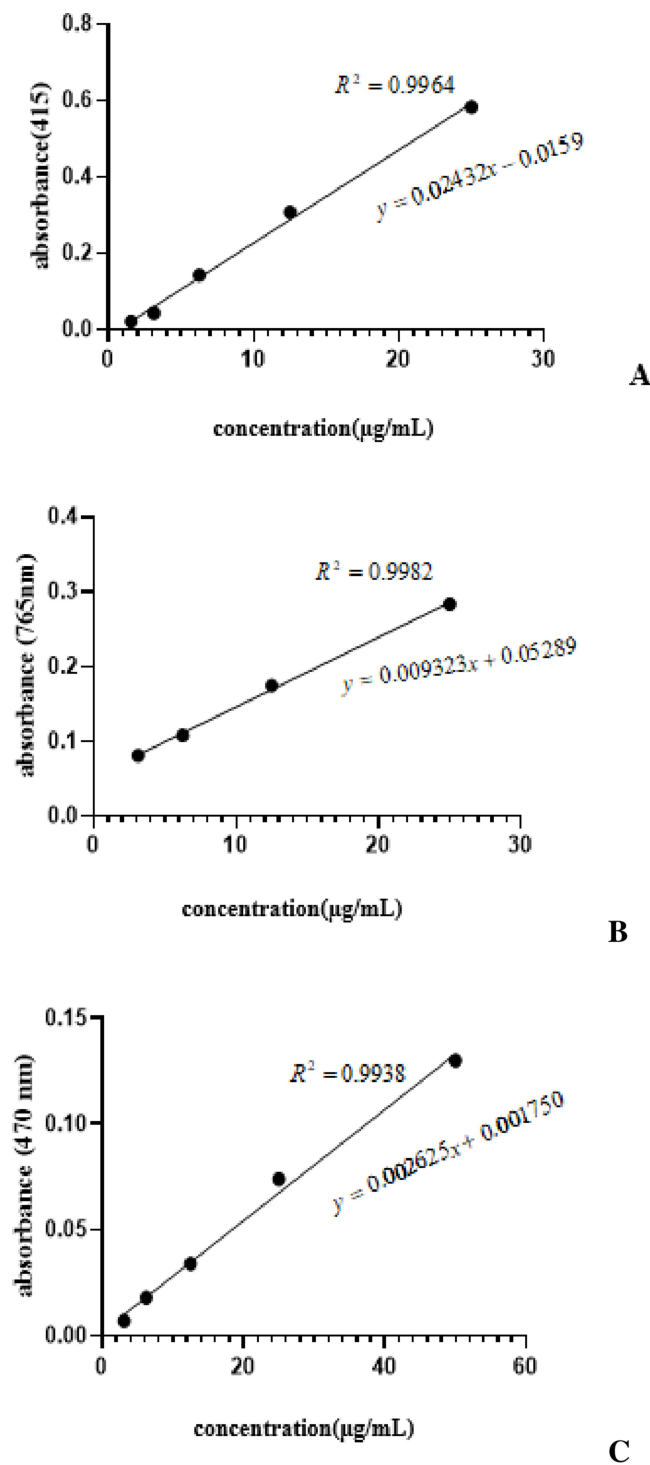 0.8
R² = 0.9964
0.6
y = 0.02432x − 0.0159
0.4
0.2
0.0
absorbance(415)
0 10 20 30
A
concentration(µg/mL)
0.4
R² = 0.9982
0.3
y = 0.009323x + 0.05289
0.2
0.1
0.0
absorbance (765nm)
0 10 20 30
concentration(µg/mL)
B
0.15
R² = 0.9938
0.10
y = 0.002625x + 0.001750
0.05
0.00
absorbance (470 nm)
0 20 40 60
concentration(µg/mL)
C